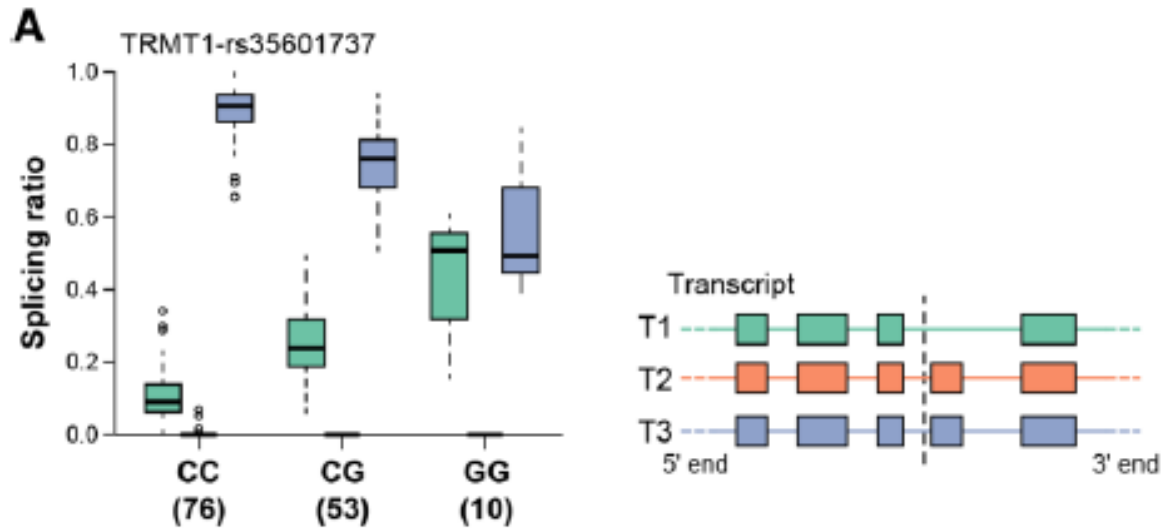 A
TRMT1-rs35601737
Splicing ratio
1.0
0.8
0.6
0.4
0.2
0.0
CC CG GG
(76) (53) (10)
Transcript
T1
T2
T3
5' end 3' end